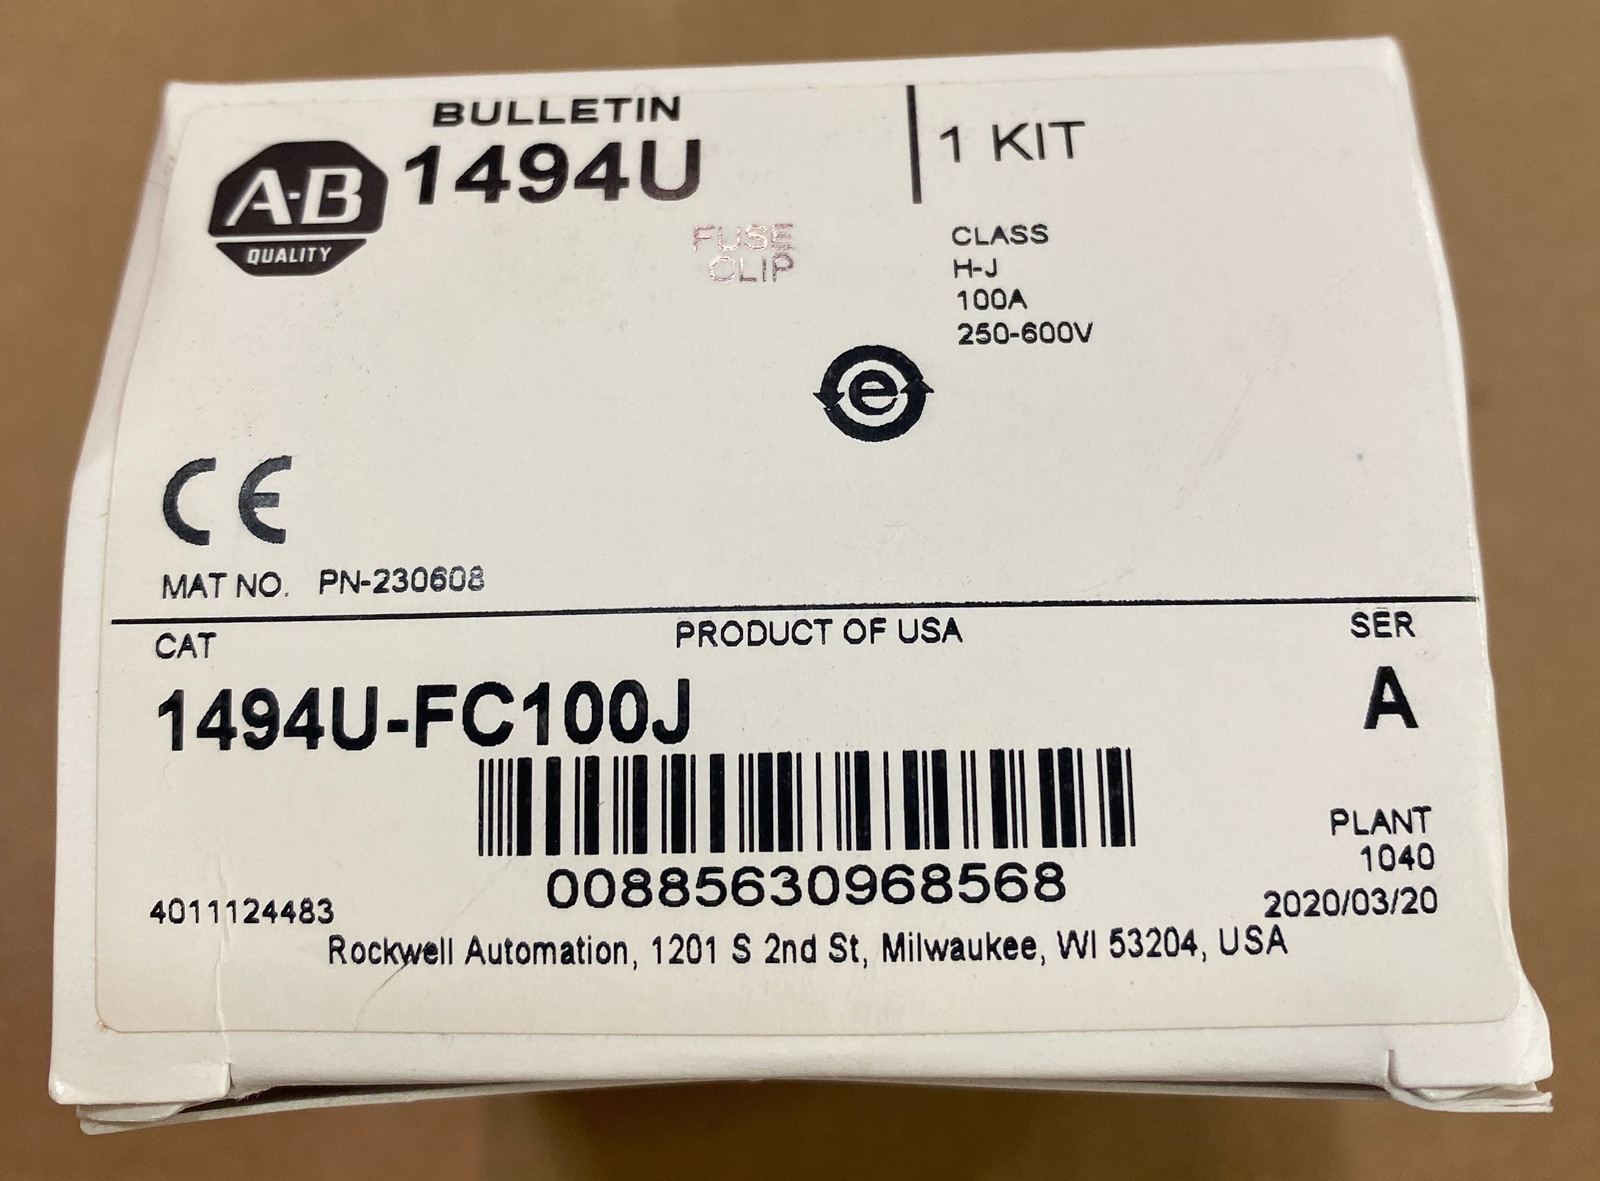 BULLETIN
1494U
A-B
QUALITY
1 KIT
FUSE
CLIP
CLASS
H-J
100A
250-600V
e
CE
MAT NO. PN-230608
CAT
PRODUCT OF USA
SER
1494U-FC100J
A
00885630968568
PLANT
1040
2020/03/20
4011124483
Rockwell Automation, 1201 S 2nd St, Milwaukee, WI 53204, USA